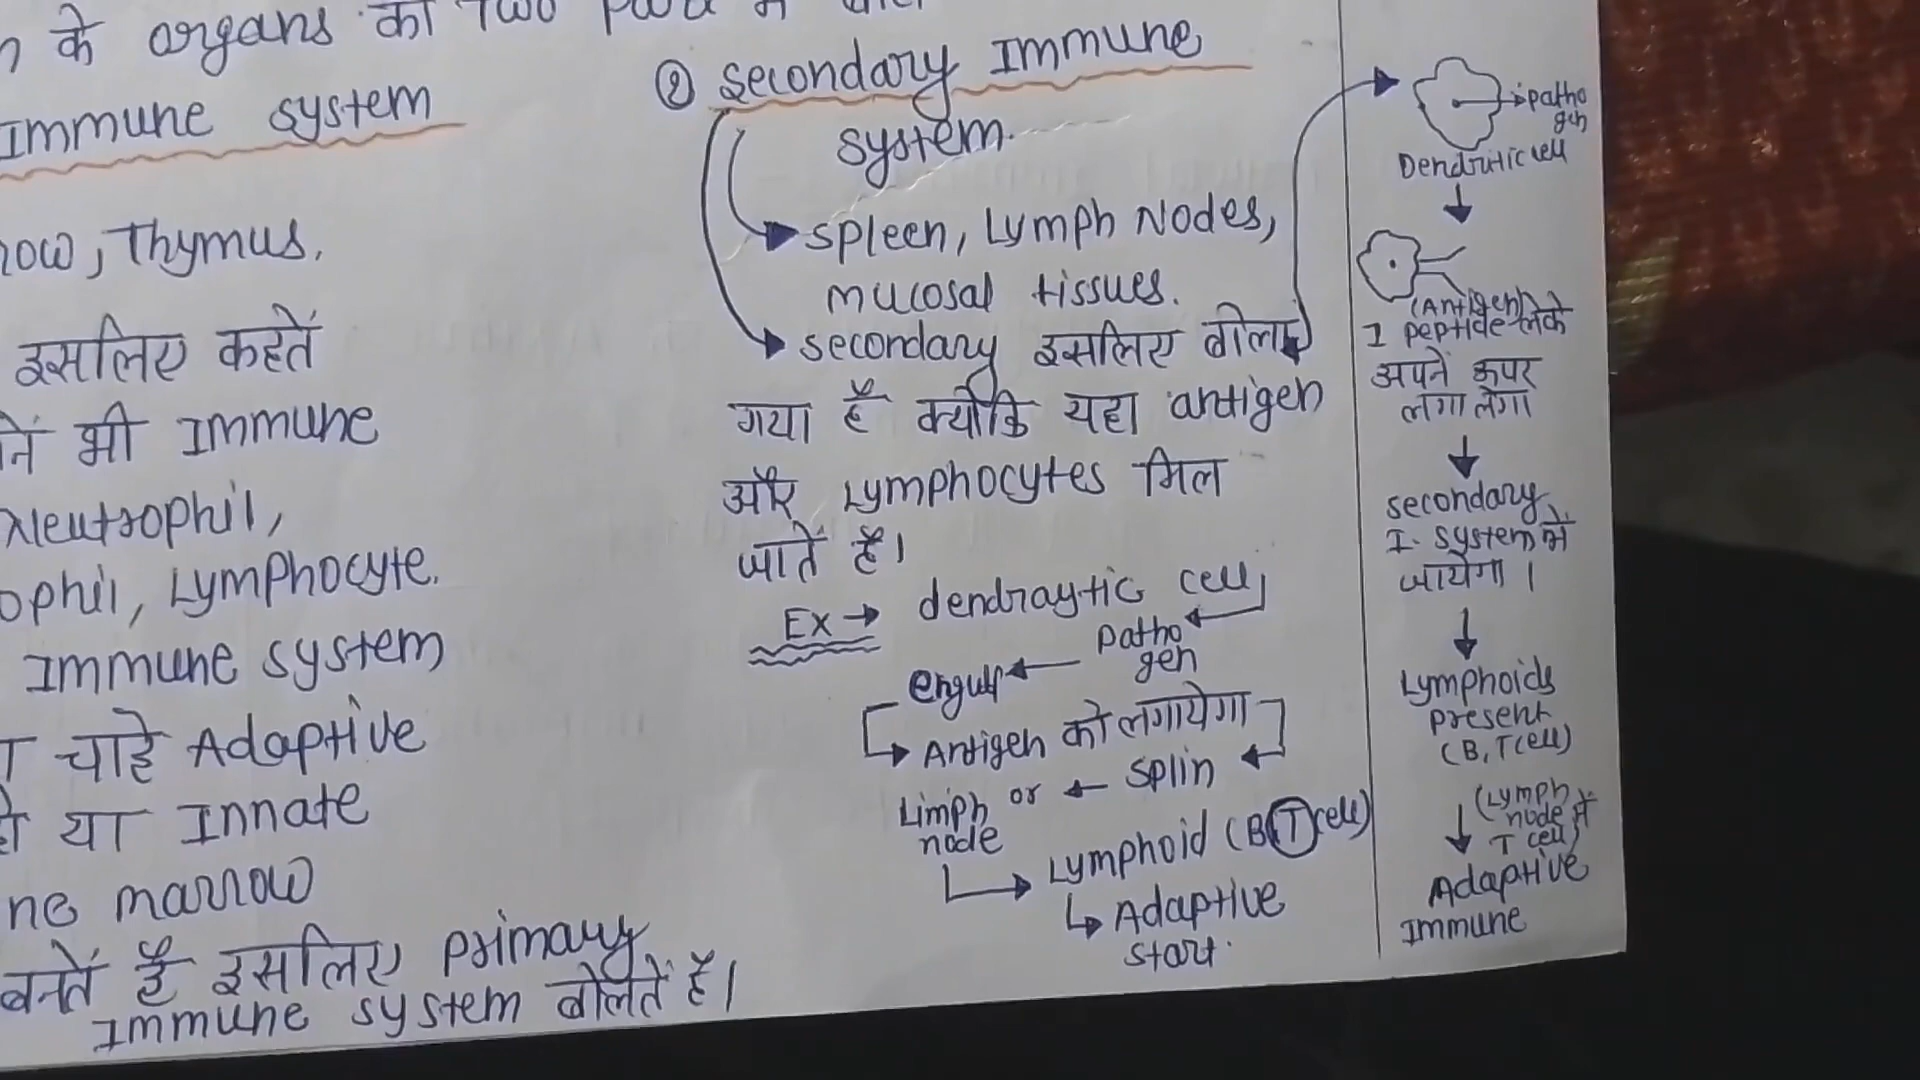 के organs को Two
Immune system
Thymus.
इसलिए कहतें
भी Immune
Neutrophil,
Lymphocyte.
Immune system
चाहे Adaptive
या Innate
marrow
बनतें हैं इसलिए primary
Immune system बोलतें हैं।
② secondary Immune
system.
spleen, Lymph Nodes,
mucosal tissues.
secondary इसलिए बोला
गया हैं क्योंकि यहा antigen
और Lymphocytes मिल
जातें हैं।
Ex → dendraytic cell
patho
gen
engulf
Antigen को लगायेगा
splin
or
Limph
node
Lymphoid (B T cell)
Adaptive
start.
patho
gen
Dendritic cell
(Antigen)
I peptide लेके
अपनें ऊपर
लगा लेगा
secondary
I. system में
जायेगा।
Lymphoids
present
(B, T cell)
(Lymph
node में
T cell)
Adaptive
Immune